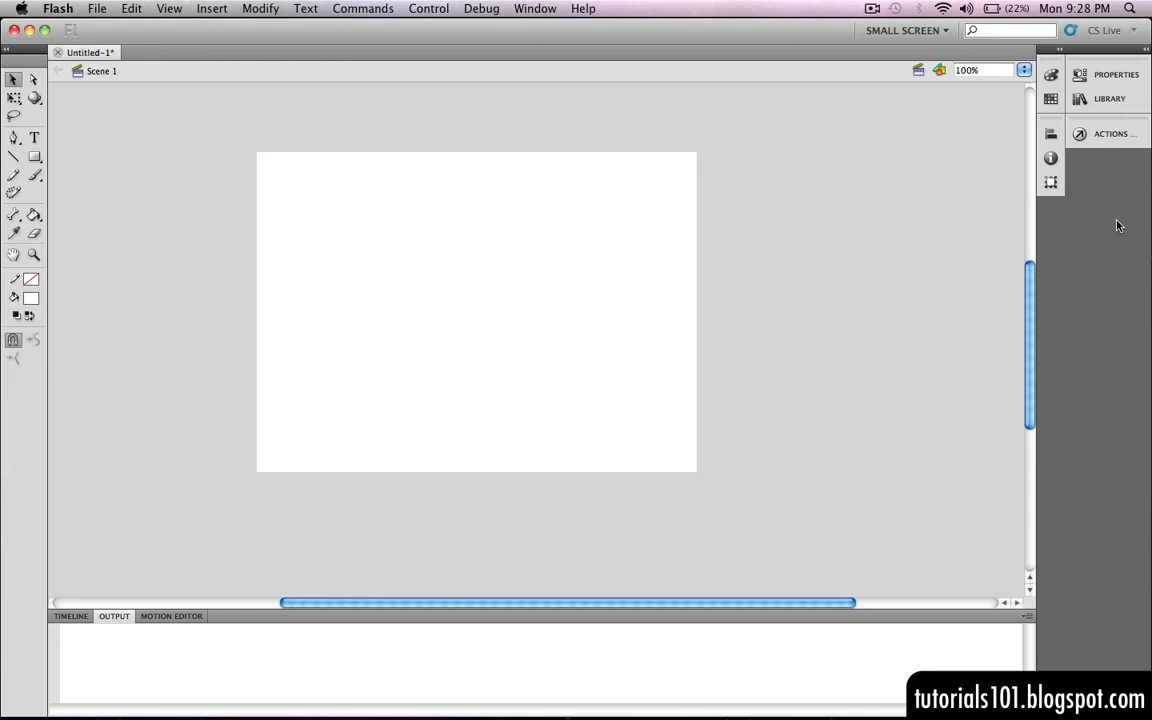 Flash File Edit View Insert Modify Text Commands Control Debug Window Help (22%) Mon 9:28 PM
Fl SMALL SCREEN CS Live
Untitled-1*
Scene 1 100%
PROPERTIES
LIBRARY
ACTIONS ...
T
TIMELINE OUTPUT MOTION EDITOR
tutorials101.blogspot.com